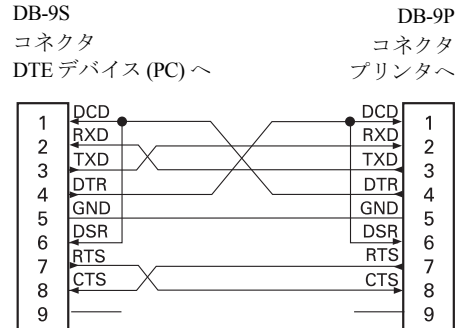 DB-9S
コネクタ
DTE デバイス (PC) へ
DB-9P
コネクタ
プリンタへ
1 DCD DCD 1
2 RXD RXD 2
3 TXD TXD 3
4 DTR DTR 4
5 GND GND 5
6 DSR DSR 6
7 RTS RTS 7
8 CTS CTS 8
9 9